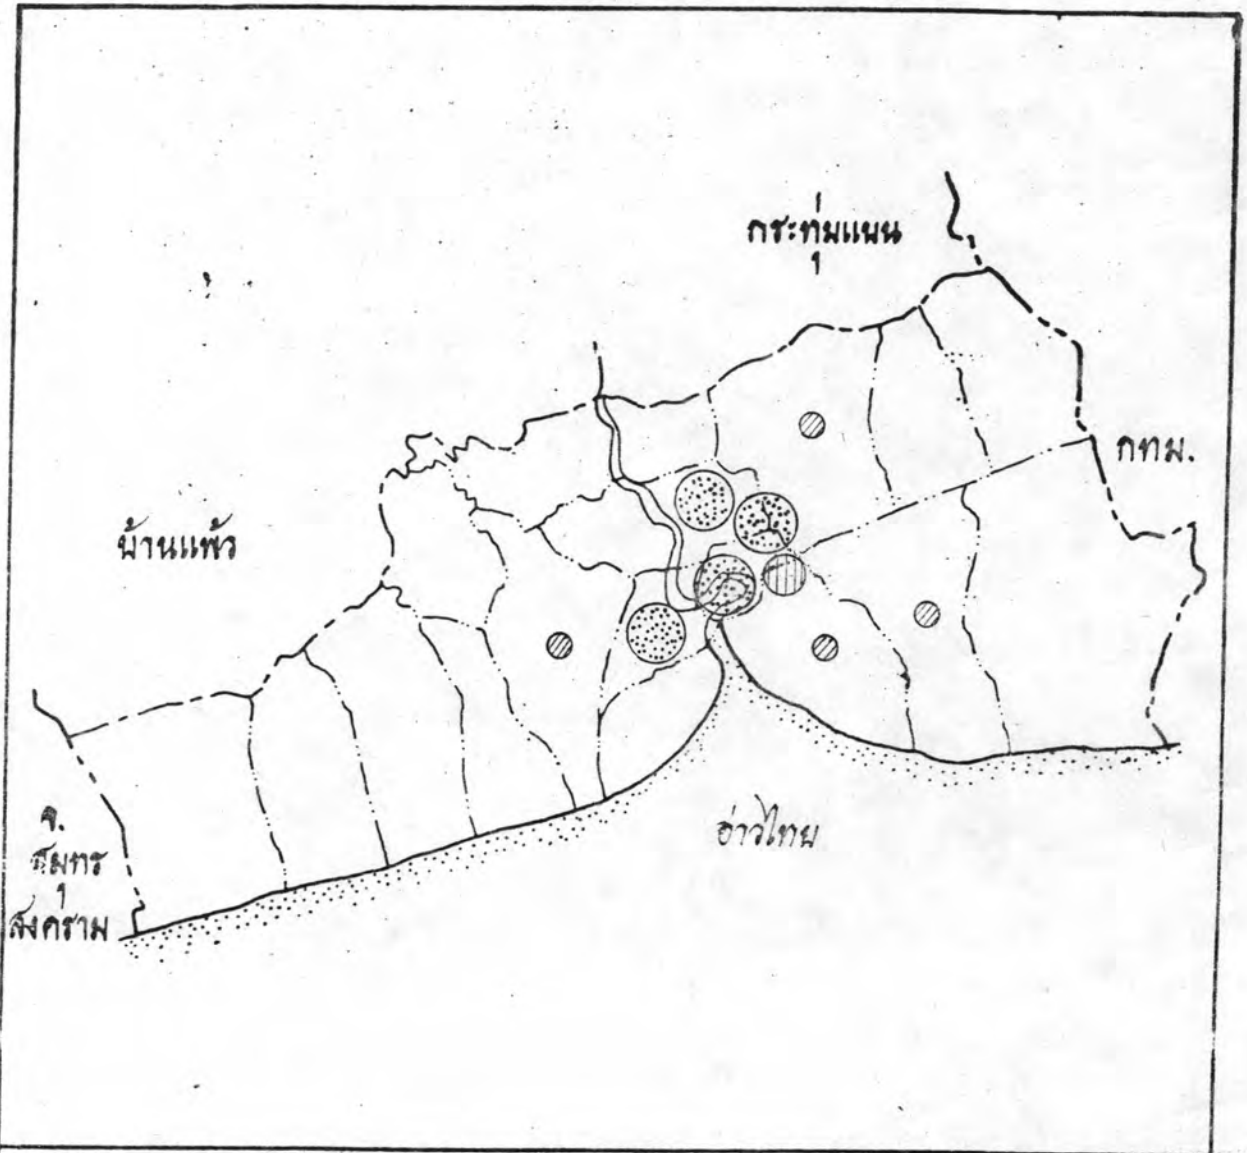 กระทุ่มแบน
กทม.
บ้านแพ้ว
อ่าวไทย
จ.
สมุทร
สงคราม